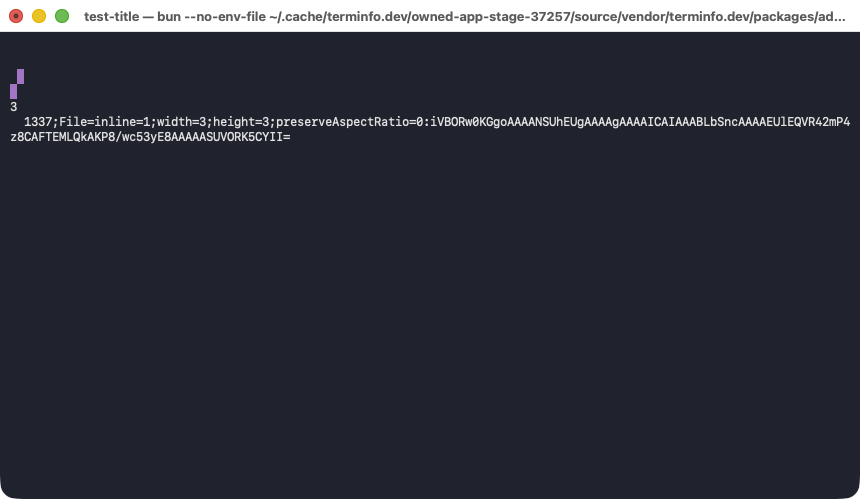 test-title — bun --no-env-file ~/.cache/terminfo.dev/owned-app-stage-37257/source/vendor/terminfo.dev/packages/ad...
3
1337;File=inline=1;width=3;height=3;preserveAspectRatio=0:iVBORw0KGgoAAAANSUhEUgAAAAgAAAAICAIAAABLbSncAAAAEUlEQVR42mP4
z8CAFTEMLQkAKP8/wc53yE8AAAAASUVORK5CYII=